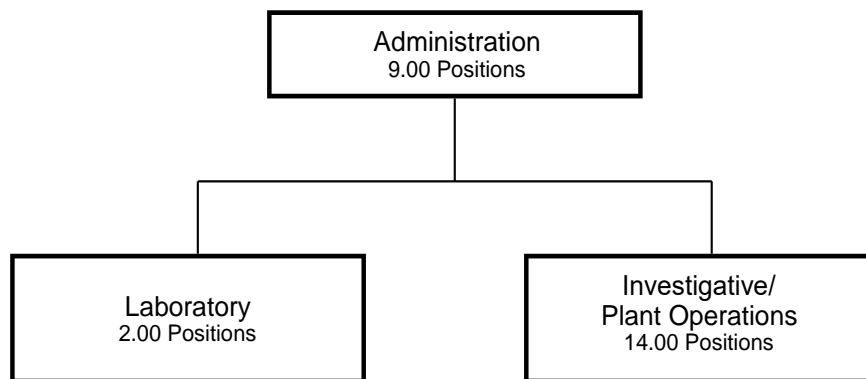 Administration
9.00 Positions
Laboratory
2.00 Positions
Investigative/
Plant Operations
14.00 Positions